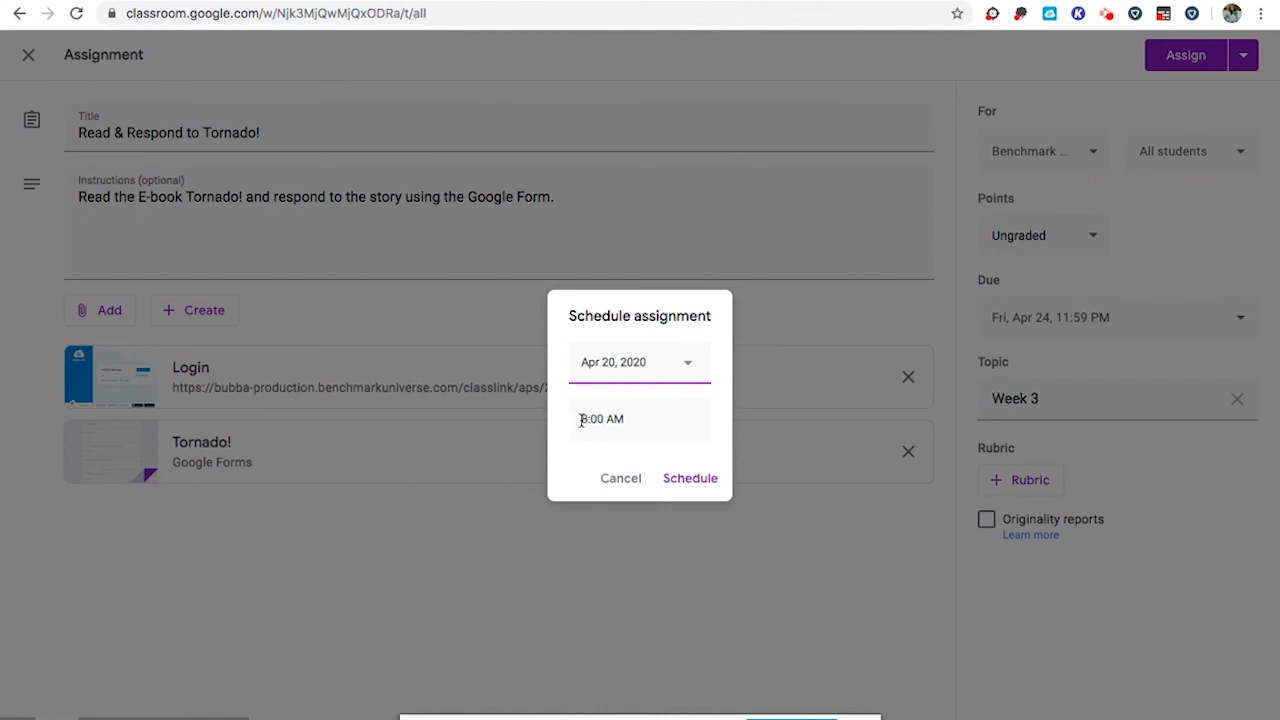 classroom.google.com/w/Njk3MjQwMjQxODRa/t/all
Assignment
Assign
Title
Read & Respond to Tornado!
Instructions (optional)
Read the E-book Tornado! and respond to the story using the Google Form.
Add
Create
Login
https://bubba-production.benchmarkuniverse.com/classlink/aps/
Tornado!
Google Forms
Schedule assignment
Apr 20, 2020
8:00 AM
Cancel
Schedule
For
Benchmark ...
All students
Points
Ungraded
Due
Fri, Apr 24, 11:59 PM
Topic
Week 3
Rubric
Rubric
Originality reports
Learn more